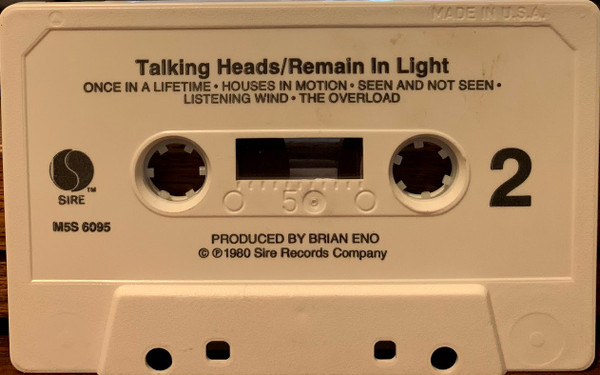 MADE IN U.S.A.
Talking Heads/Remain In Light
ONCE IN A LIFETIME • HOUSES IN MOTION • SEEN AND NOT SEEN •
LISTENING WIND • THE OVERLOAD
2
S
TM
SIRE
50
M5S 6095
PRODUCED BY BRIAN ENO
© ℗ 1980 Sire Records Company